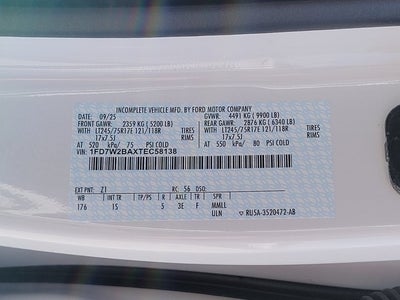 INCOMPLETE VEHICLE MFD. BY FORD MOTOR COMPANY
DATE: 09/25 GVWR: 4491 KG (9900 LB)
FRONT GAWR: 2359 KG (5200 LB) REAR GAWR: 2876 KG (6340 LB)
WITH LT245/75R17E 121/118R TIRES WITH LT245/75R17E 121/118R TIRES
17x7.5J RIMS 17x7.5J RIMS
AT 520 kPa/ 75 PSI COLD AT 550 kPa/ 80 PSI COLD
VIN: 1FD7W2BAXTEC58138
EXT PNT: Z1 RC: 56 DSO:
WB INT TR TP/PS R AXLE TR SPR
176 IS 5 3E F MMLL
ULN RU5A-3520472-AB